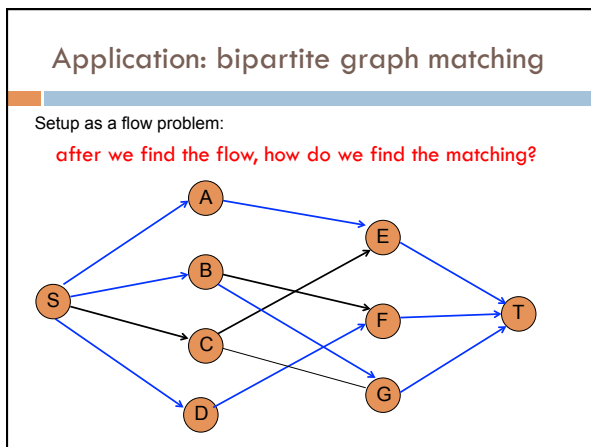 Application: bipartite graph matching
Setup as a flow problem:
after we find the flow, how do we find the matching?
A
E
B
S
F
T
C
G
D